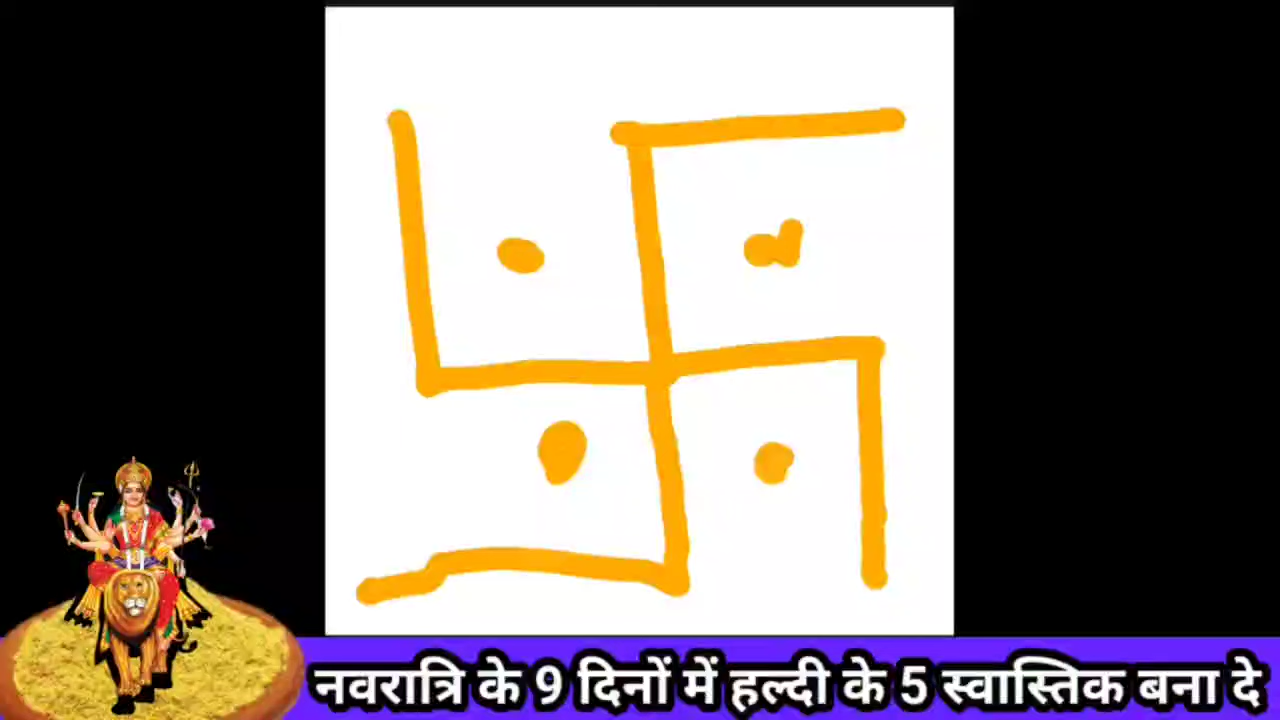 नवरात्रि के 9 दिनों में हल्दी के 5 स्वास्तिक बना दे